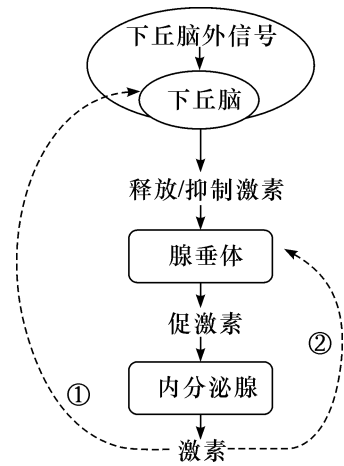 下丘脑外信号
下丘脑
释放/抑制激素
腺垂体
促激素
②
内分泌腺
①
激素